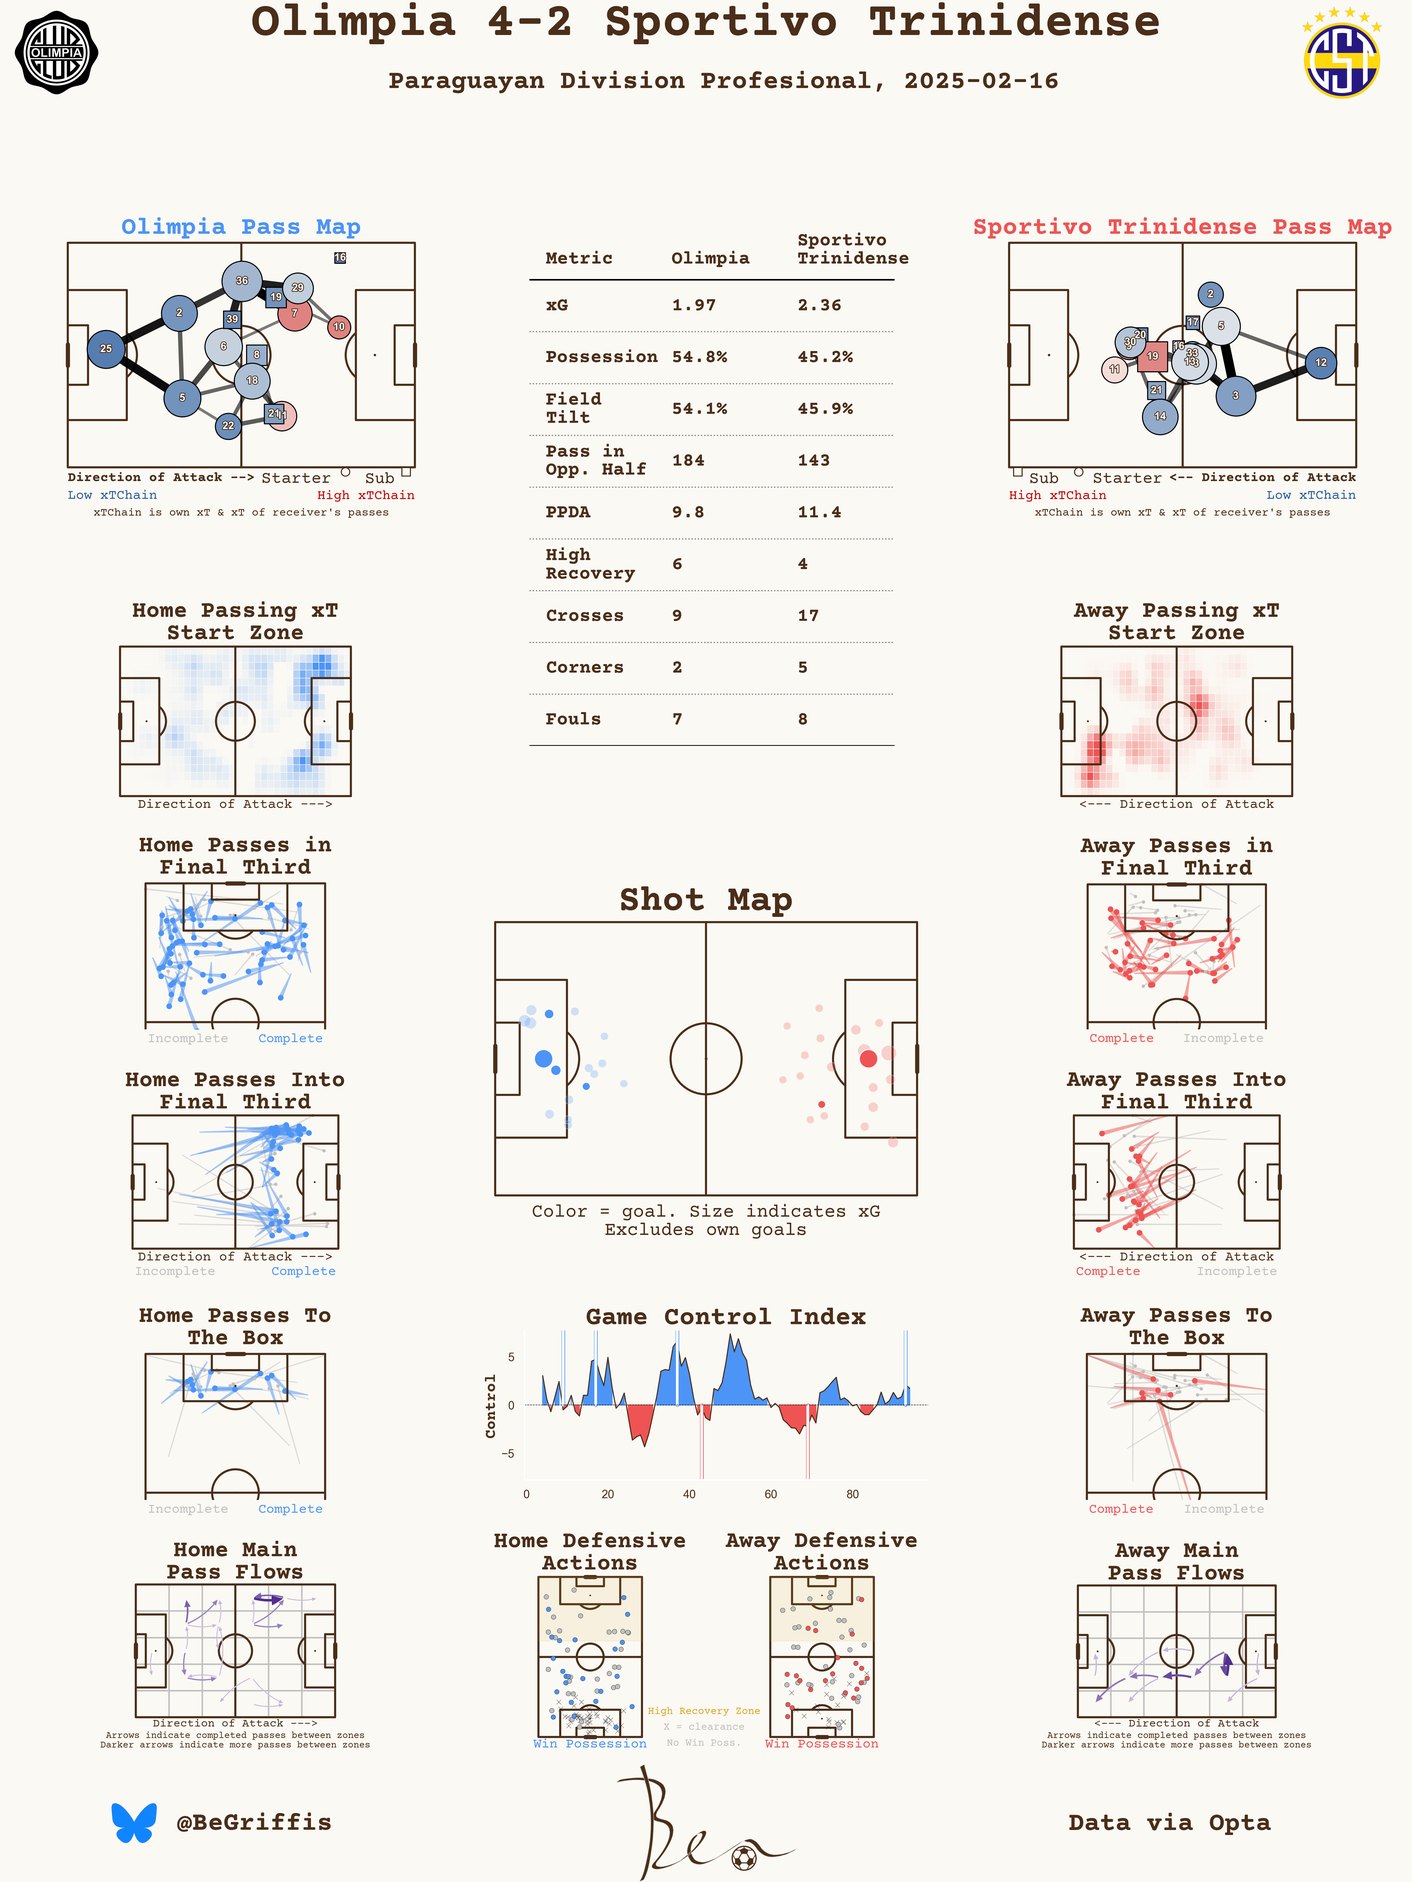 Olimpia 4-2 Sportivo Trinidense
Paraguayan Division Profesional, 2025-02-16
OLIMPIA
CST
Olimpia Pass Map
16
36
29
19
2
7
39
10
25
6
8
18
5
21
11
22
Direction of Attack --> Starter Sub
Low xTChain High xTChain
xTChain is own xT & xT of receiver's passes
Metric Olimpia Sportivo
Trinidense
xG 1.97 2.36
Possession 54.8% 45.2%
Field
Tilt 54.1% 45.9%
Pass in
Opp. Half 184 143
PPDA 9.8 11.4
High
Recovery 6 4
Crosses 9 17
Corners 2 5
Fouls 7 8
Sportivo Trinidense Pass Map
2
17
5
20
30
16
33
19
13
3
11
12
21
3
14
Sub Starter <-- Direction of Attack
High xTChain Low xTChain
xTChain is own xT & xT of receiver's passes
Home Passing xT
Start Zone
Direction of Attack --->
Away Passing xT
Start Zone
<--- Direction of Attack
Home Passes in
Final Third
Incomplete Complete
Away Passes in
Final Third
Complete Incomplete
Shot Map
Color = goal. Size indicates xG
Excludes own goals
Home Passes Into
Final Third
Direction of Attack --->
Incomplete Complete
Away Passes Into
Final Third
<--- Direction of Attack
Complete Incomplete
Home Passes To
The Box
Incomplete Complete
Game Control Index
Control
5
0
−5
0 20 40 60 80
Away Passes To
The Box
Complete Incomplete
Home Main
Pass Flows
Direction of Attack --->
Arrows indicate completed passes between zones
Darker arrows indicate more passes between zones
Home Defensive
Actions
Win Possession
High Recovery Zone
X = clearance
No Win Poss.
Away Defensive
Actions
Win Possession
Away Main
Pass Flows
<--- Direction of Attack
Arrows indicate completed passes between zones
Darker arrows indicate more passes between zones
@BeGriffis
Ben
Data via Opta